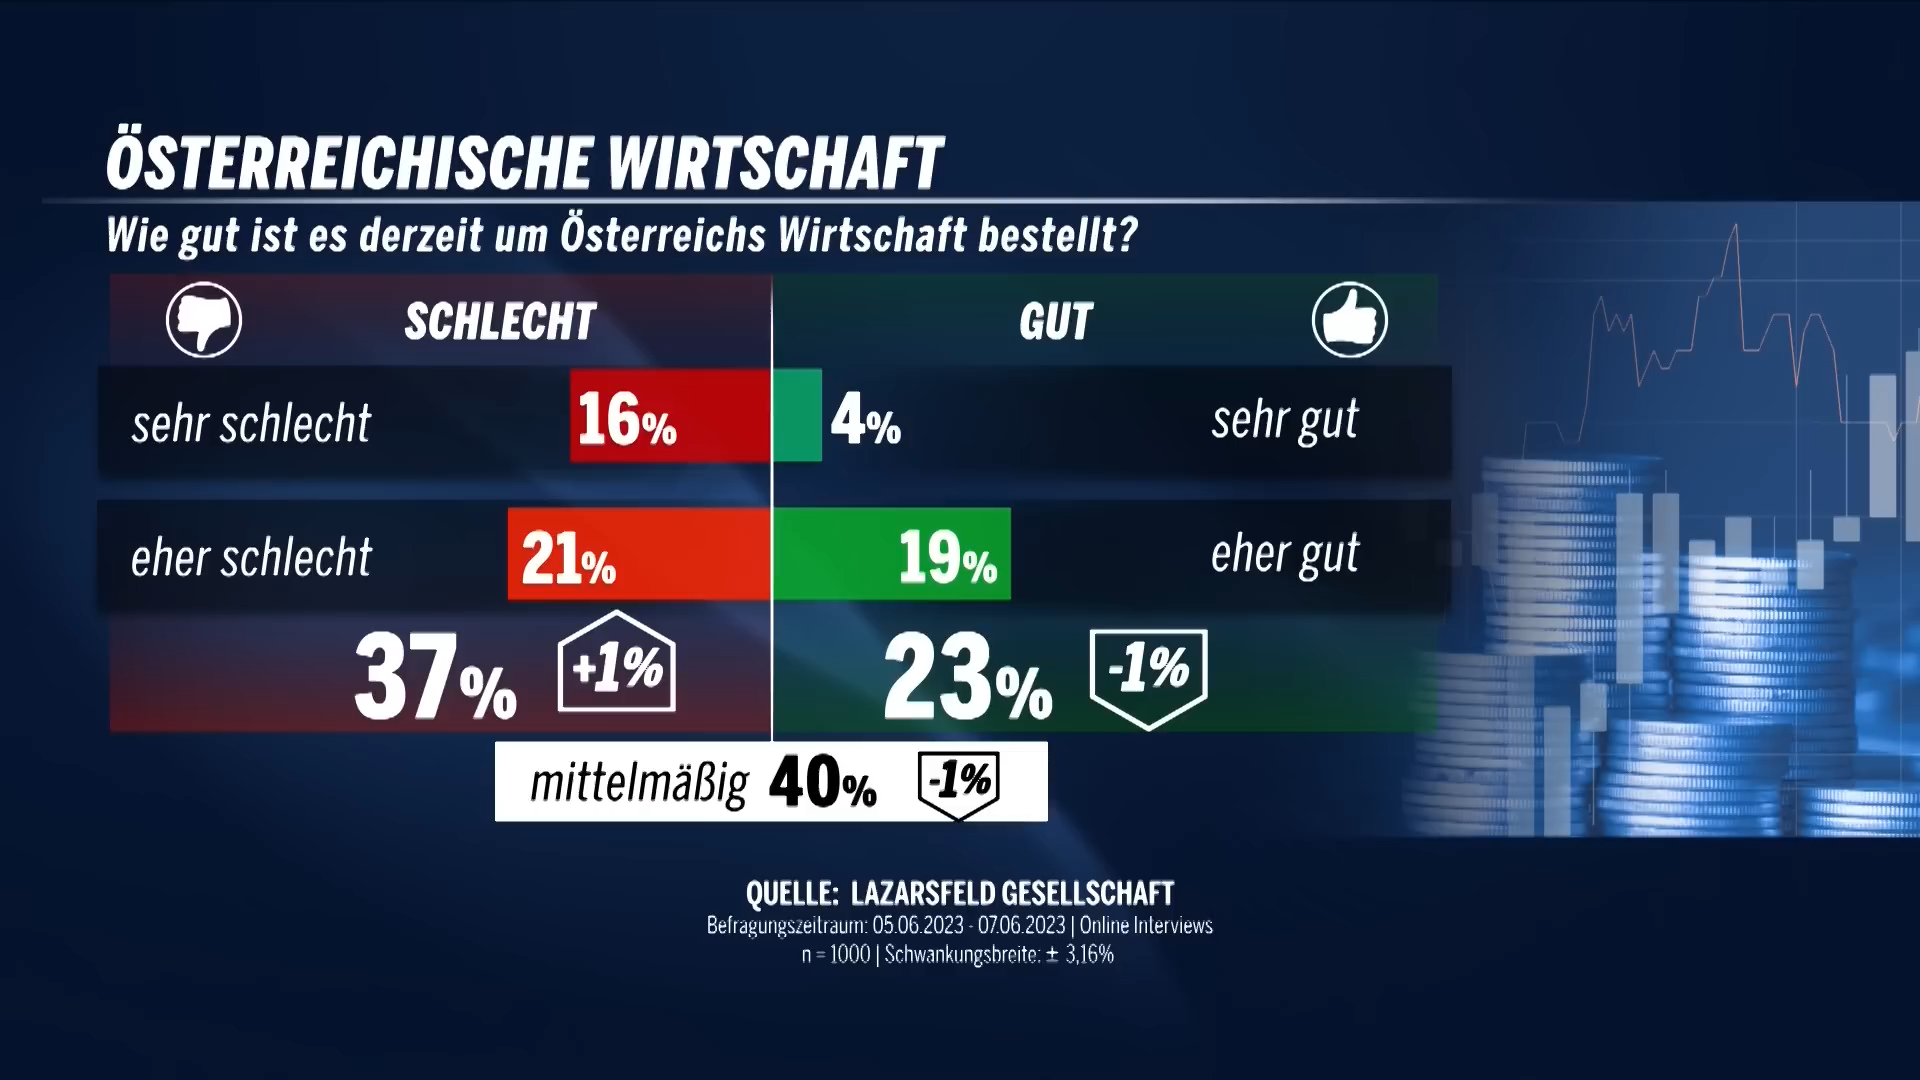 ÖSTERREICHISCHE WIRTSCHAFT
Wie gut ist es derzeit um Österreichs Wirtschaft bestellt?
SCHLECHT GUT
sehr schlecht 16% 4% sehr gut
eher schlecht 21% 19% eher gut
37% +1% 23% -1%
mittelmäßig 40% -1%
QUELLE: LAZARSFELD GESELLSCHAFT
Befragungszeitraum: 05.06.2023 - 07.06.2023 | Online Interviews
n = 1000 | Schwankungsbreite: ± 3,16%